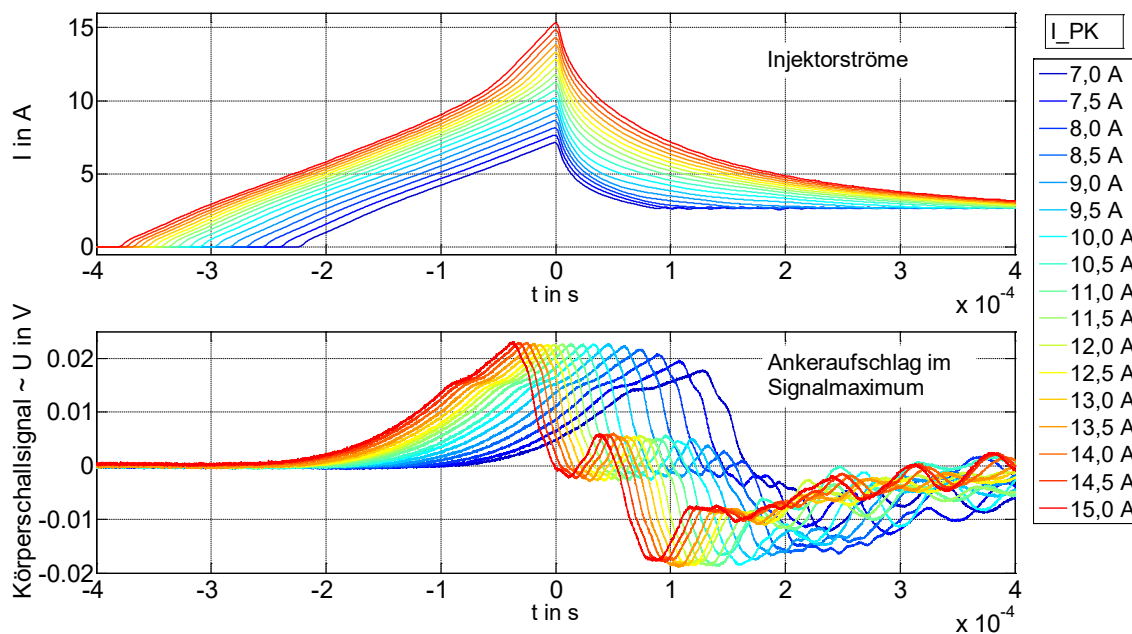 I in A
15
10
5
0
Injektorströme
-4 -3 -2 -1 0 1 2 3 4
t in s
x 10-4
Körperschallsignal ~ U in V
0.02
0.01
0
-0.01
-0.02
Ankeraufschlag im
Signalmaximum
-4 -3 -2 -1 0 1 2 3 4
t in s
x 10-4
I_PK
7,0 A
7,5 A
8,0 A
8,5 A
9,0 A
9,5 A
10,0 A
10,5 A
11,0 A
11,5 A
12,0 A
12,5 A
13,0 A
13,5 A
14,0 A
14,5 A
15,0 A